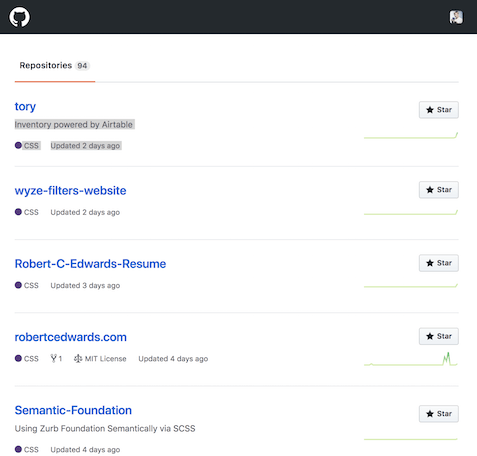 Repositories 94
tory
Star
Inventory powered by Airtable
CSS Updated 2 days ago
wyze-filters-website
Star
CSS Updated 2 days ago
Robert-C-Edwards-Resume
Star
CSS Updated 3 days ago
robertcedwards.com
Star
CSS 1 MIT License Updated 4 days ago
Semantic-Foundation
Star
Using Zurb Foundation Semantically via SCSS
CSS Updated 4 days ago